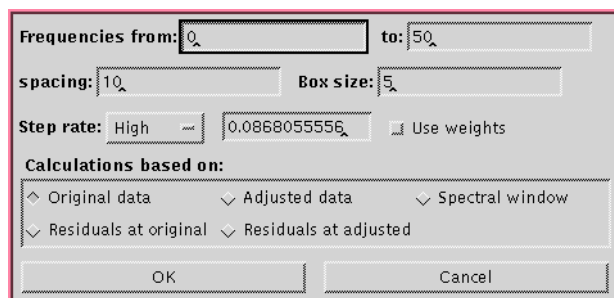 Frequencies from: 0 to: 50
spacing: 10 Box size: 5
Step rate: High 0.0868055556 Use weights
Calculations based on:
Original data Adjusted data Spectral window
Residuals at original Residuals at adjusted
OK Cancel